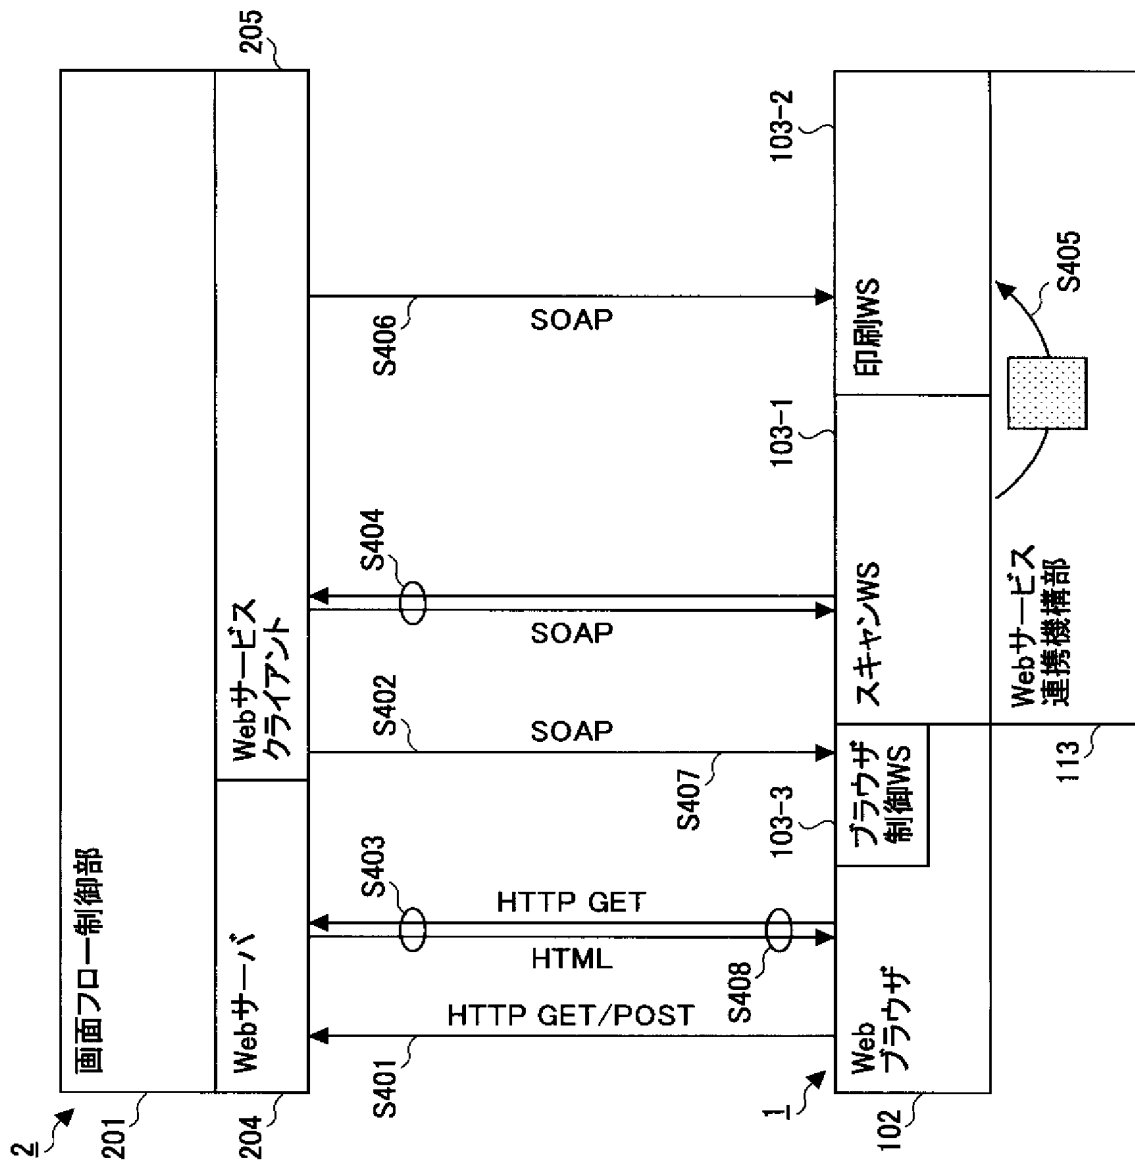 2
201
画面フロー制御部
204
Webサーバ
Webサービス
クライアント
205
S401
HTTP GET/POST
S403
HTML
HTTP GET
S408
S402
SOAP
S407
S404
SOAP
S406
SOAP
1
102
Web
ブラウザ
103-3
ブラウザ
制御WS
103-1
スキャンWS
103-2
印刷WS
113
Webサービス
連携機構部
S405